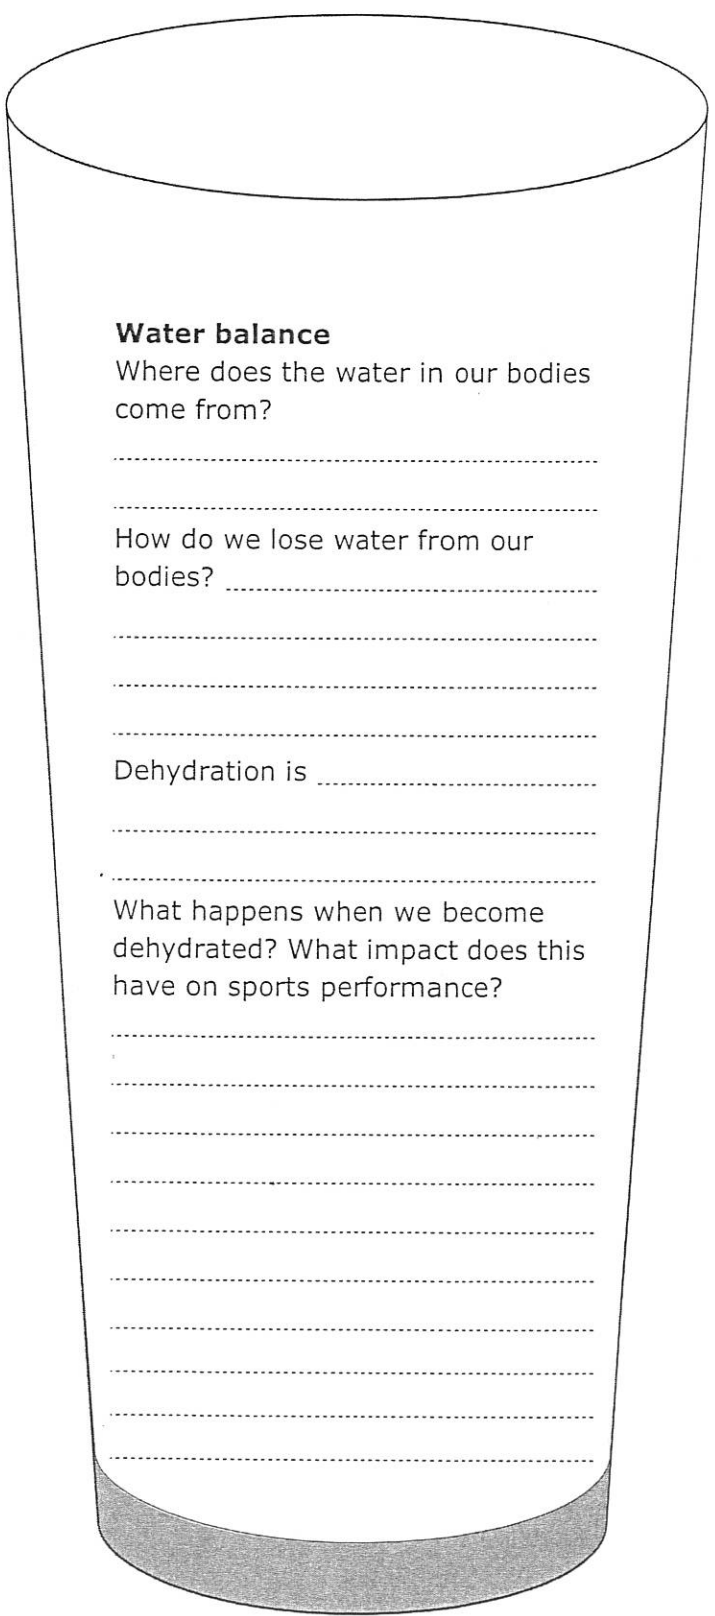 Water balance
Where does the water in our bodies
come from?
How do we lose water from our
bodies?
Dehydration is
What happens when we become
dehydrated? What impact does this
have on sports performance?